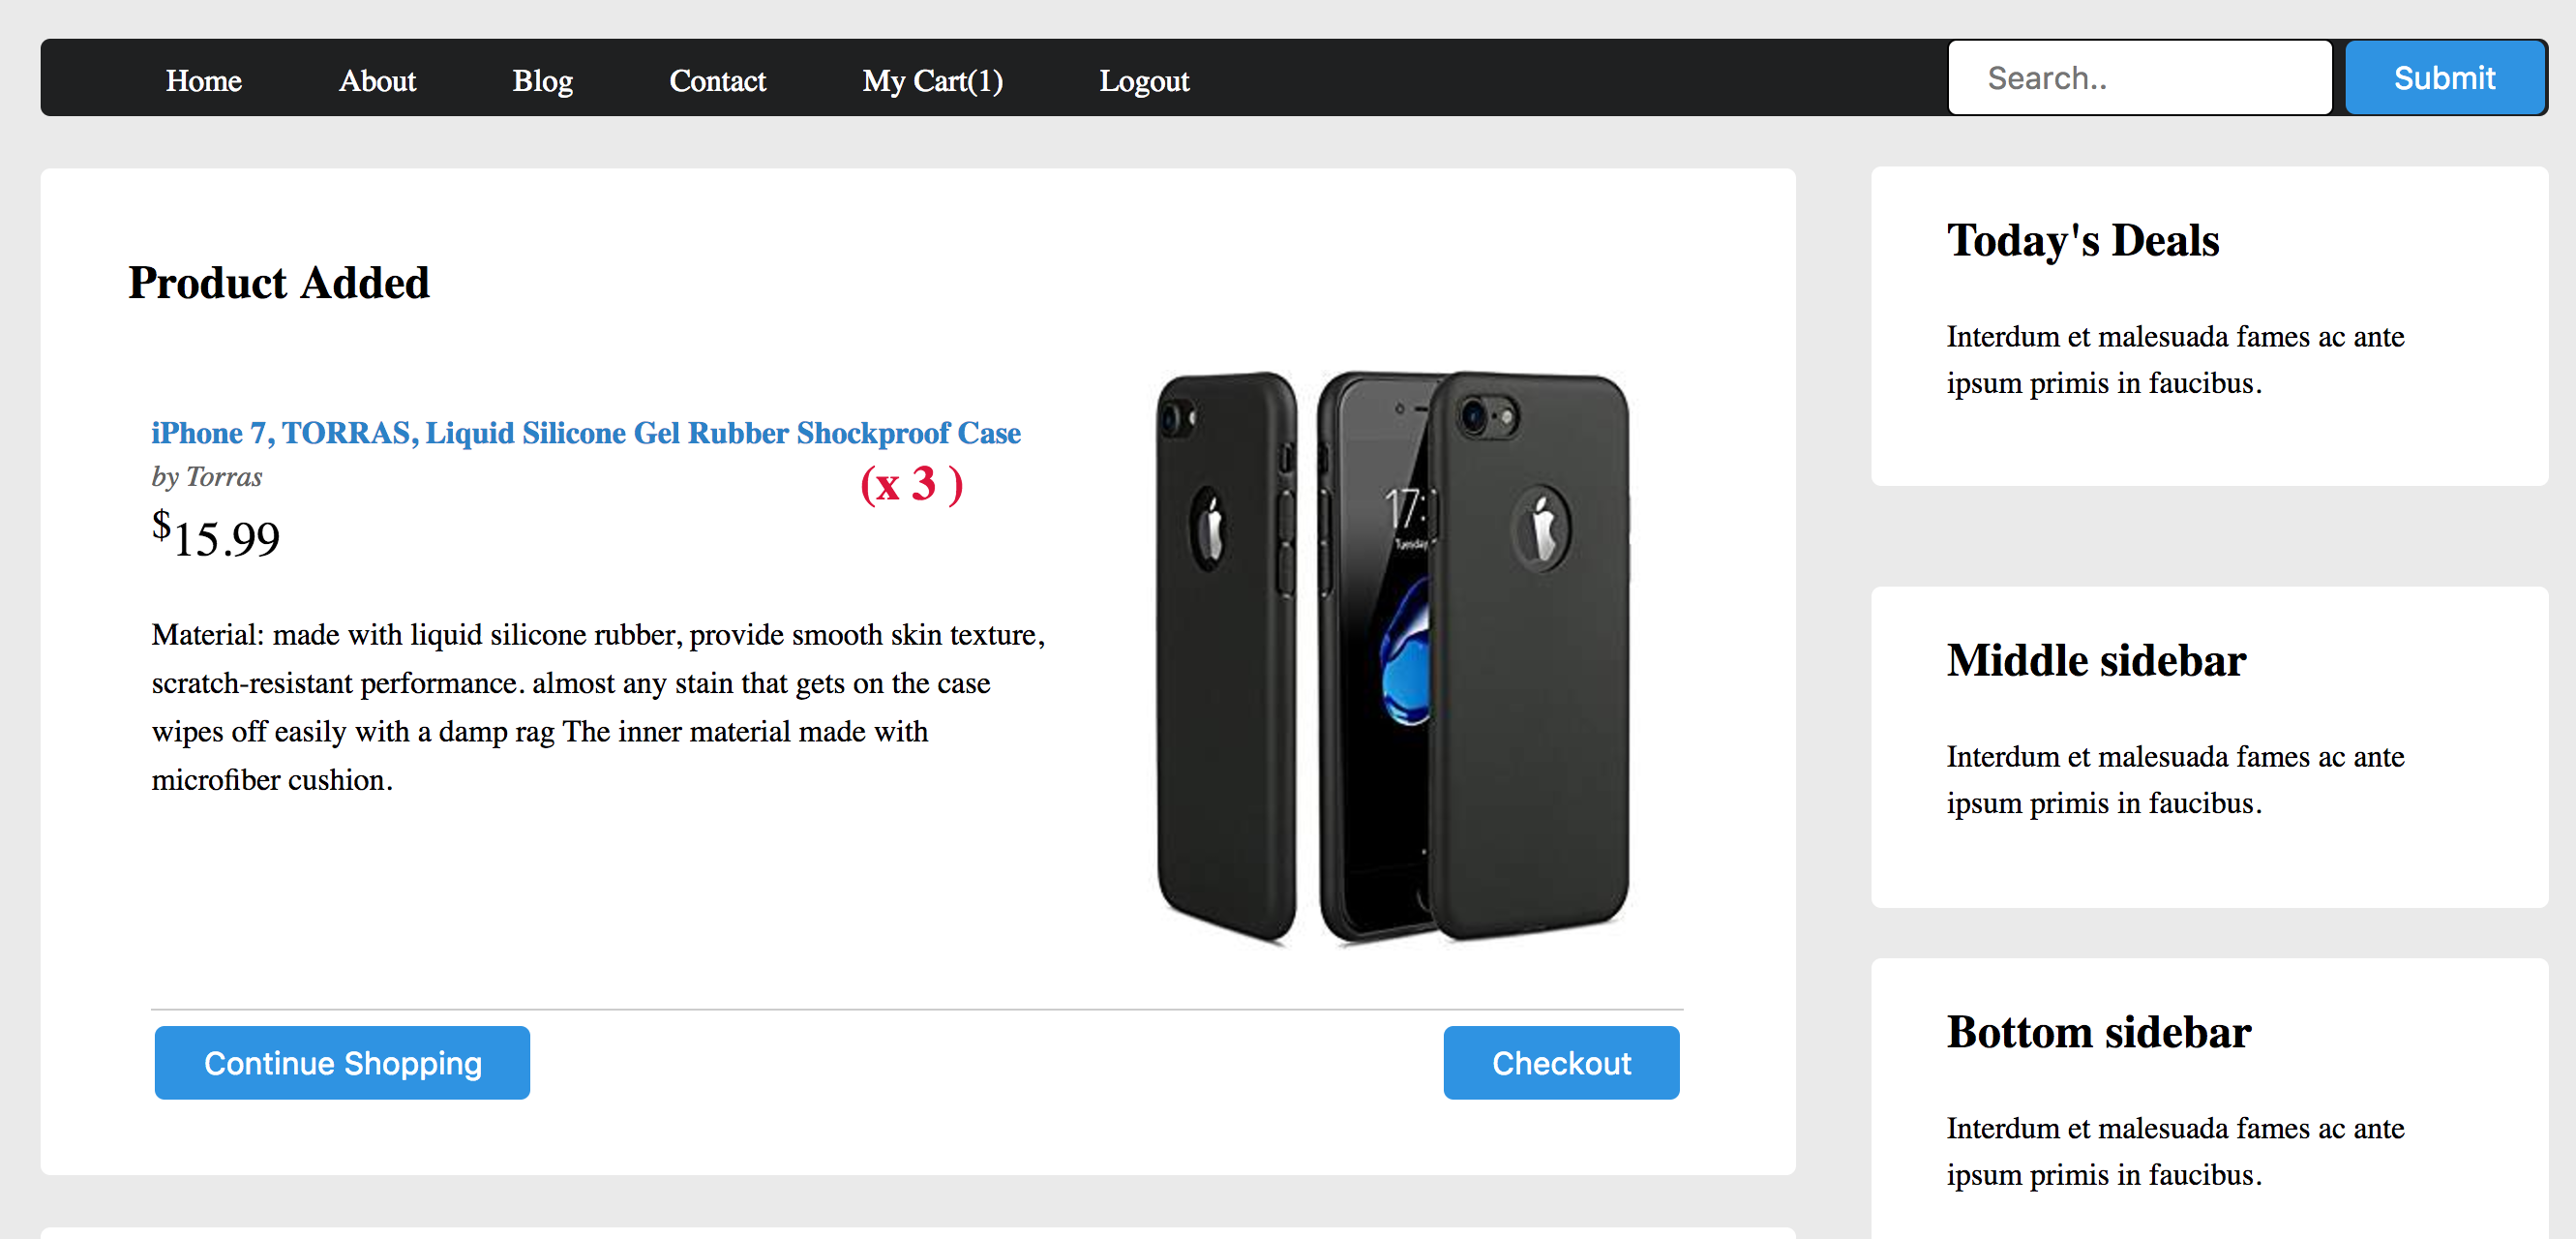 Home About Blog Contact My Cart(1) Logout Search.. Submit
Product Added
iPhone 7, TORRAS, Liquid Silicone Gel Rubber Shockproof Case
by Torras
(x 3 )
$15.99
Material: made with liquid silicone rubber, provide smooth skin texture,
scratch-resistant performance. almost any stain that gets on the case
wipes off easily with a damp rag The inner material made with
microfiber cushion.
17:
Tuesday
Continue Shopping
Checkout
Today's Deals
Interdum et malesuada fames ac ante
ipsum primis in faucibus.
Middle sidebar
Interdum et malesuada fames ac ante
ipsum primis in faucibus.
Bottom sidebar
Interdum et malesuada fames ac ante
ipsum primis in faucibus.